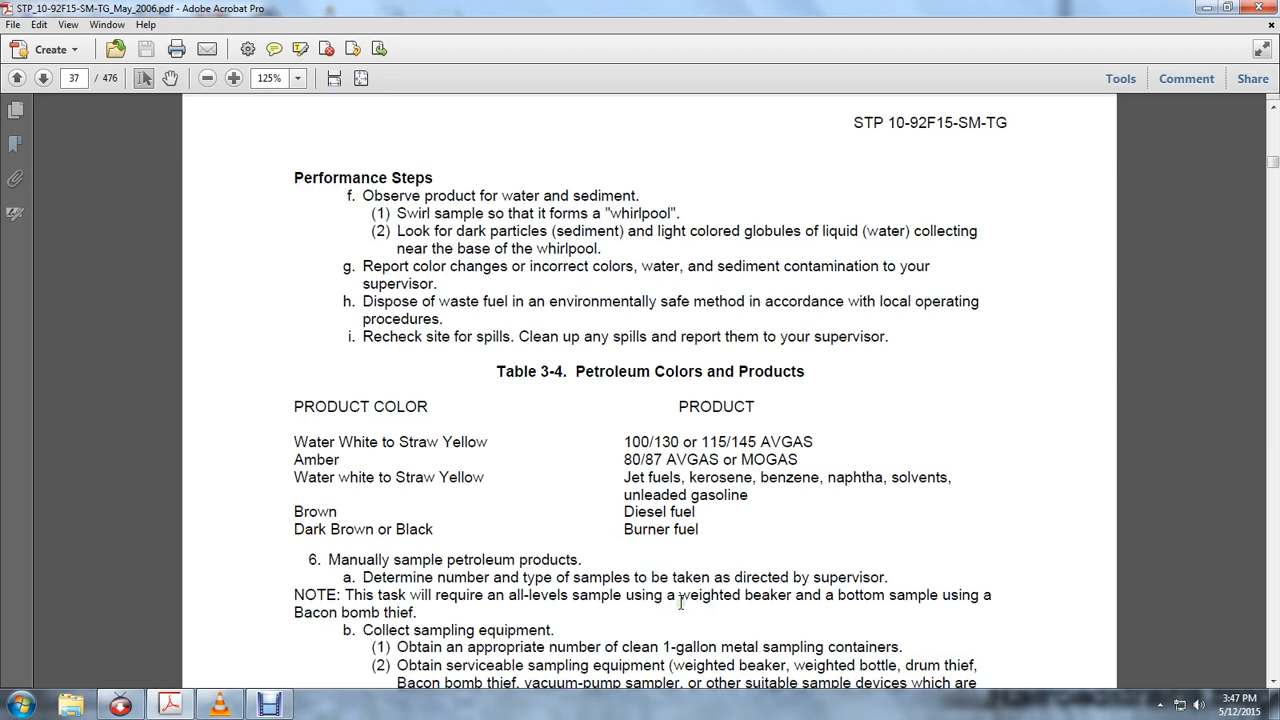 STP_10-92F15-SM-TG_May_2006.pdf - Adobe Acrobat Pro
File Edit View Window Help
Create
37 / 476 125% Tools Comment Share
STP 10-92F15-SM-TG
Performance Steps
f. Observe product for water and sediment.
(1) Swirl sample so that it forms a "whirlpool".
(2) Look for dark particles (sediment) and light colored globules of liquid (water) collecting
near the base of the whirlpool.
g. Report color changes or incorrect colors, water, and sediment contamination to your
supervisor.
h. Dispose of waste fuel in an environmentally safe method in accordance with local operating
procedures.
i. Recheck site for spills. Clean up any spills and report them to your supervisor.
Table 3-4. Petroleum Colors and Products
PRODUCT COLOR PRODUCT
Water White to Straw Yellow 100/130 or 115/145 AVGAS
Amber 80/87 AVGAS or MOGAS
Water white to Straw Yellow Jet fuels, kerosene, benzene, naphtha, solvents,
unleaded gasoline
Brown Diesel fuel
Dark Brown or Black Burner fuel
6. Manually sample petroleum products.
a. Determine number and type of samples to be taken as directed by supervisor.
NOTE: This task will require an all-levels sample using a weighted beaker and a bottom sample using a
Bacon bomb thief.
b. Collect sampling equipment.
(1) Obtain an appropriate number of clean 1-gallon metal sampling containers.
(2) Obtain serviceable sampling equipment (weighted beaker, weighted bottle, drum thief,
Bacon bomb thief, vacuum-pump sampler, or other suitable sample devices which are
3:47 PM
5/12/2015